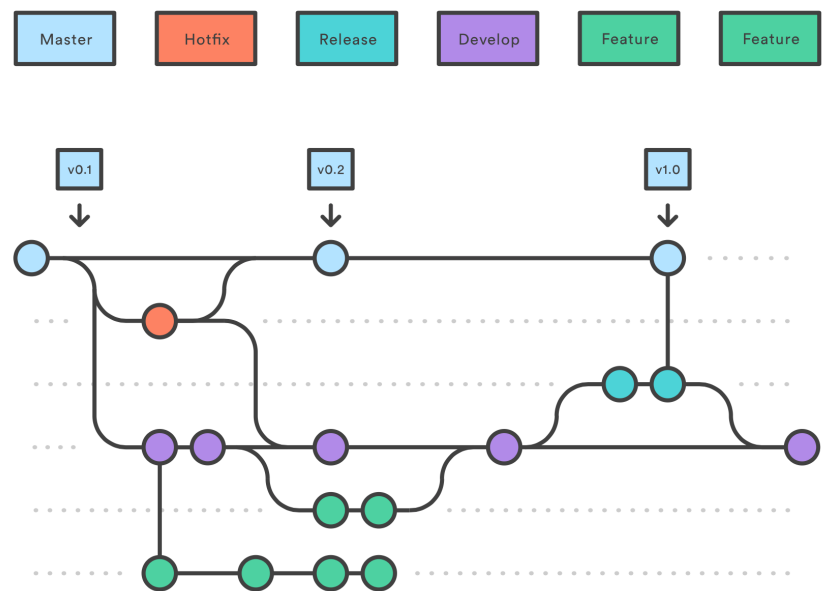 Master
Hotfix
Release
Develop
Feature
Feature
v0.1
v0.2
v1.0